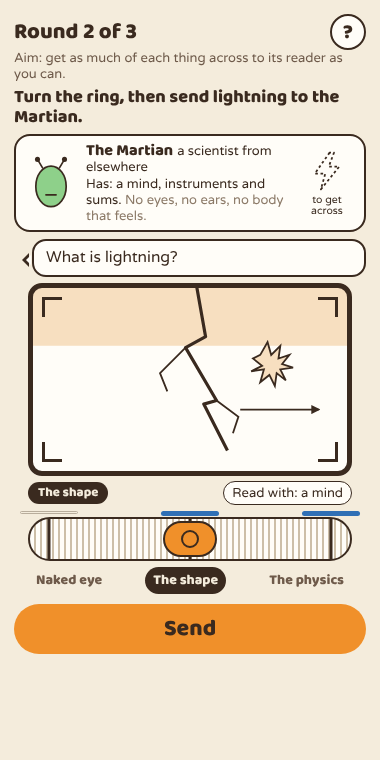 Round 2 of 3
?
Aim: get as much of each thing across to its reader as
you can.
Turn the ring, then send lightning to the
Martian.
The Martian a scientist from
elsewhere
Has: a mind, instruments and
sums. No eyes, no ears, no body
that feels.
to get
across
What is lightning?
The shape
Read with: a mind
Naked eye
The shape
The physics
Send